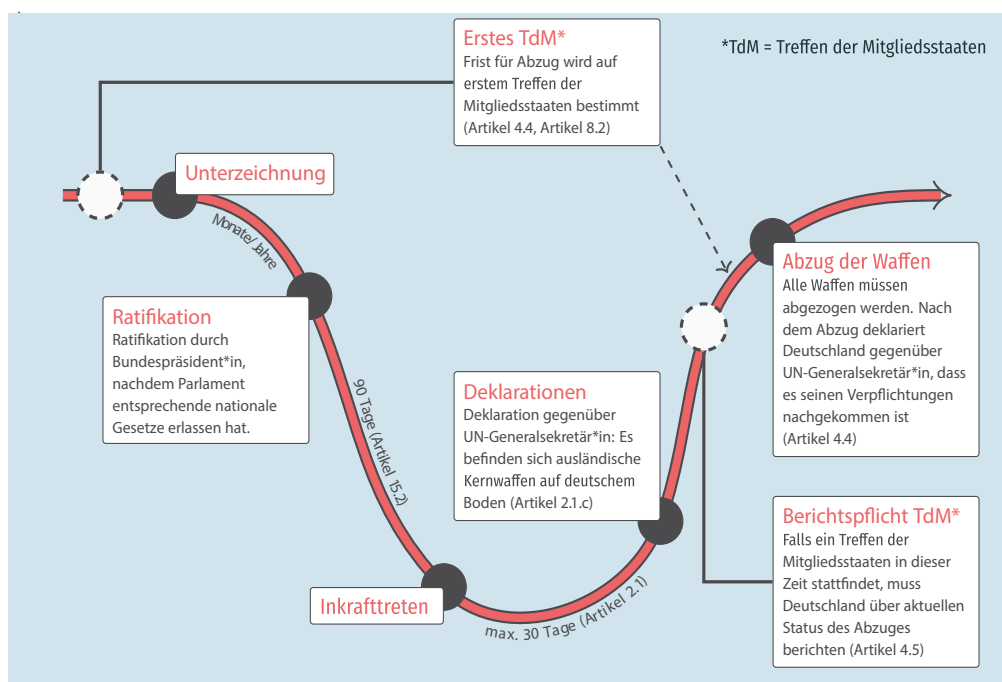 Erstes TdM*
Frist für Abzug wird auf
erstem Treffen der
Mitgliedsstaaten bestimmt
(Artikel 4.4, Artikel 8.2)
*TdM = Treffen der Mitgliedsstaaten
Unterzeichnung
Monate/Jahre
Ratifikation
Ratifikation durch
Bundespräsident*in,
nachdem Parlament
entsprechende nationale
Gesetze erlassen hat.
90 Tage (Artikel 15.2)
Inkrafttreten
max. 30 Tage (Artikel 2.1)
Deklarationen
Deklaration gegenüber
UN-Generalsekretär*in: Es
befinden sich ausländische
Kernwaffen auf deutschem
Boden (Artikel 2.1.c)
Abzug der Waffen
Alle Waffen müssen
abgezogen werden. Nach
dem Abzug deklariert
Deutschland gegenüber
UN-Generalsekretär*in, dass
es seinen Verpflichtungen
nachgekommen ist
(Artikel 4.4)
Berichtspflicht TdM*
Falls ein Treffen der
Mitgliedstaaten in dieser
Zeit stattfindet, muss
Deutschland über aktuellen
Status des Abzuges
berichten (Artikel 4.5)